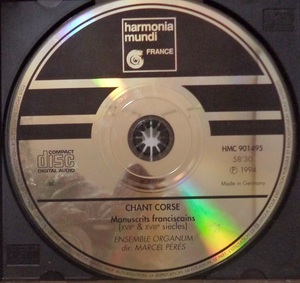 harmonia
mundi
FRANCE
HMC 901495
58'30
Ⓟ 1994
Made in Germany
COMPACT
disc
DIGITAL AUDIO
CHANT CORSE
Manuscrits franciscains
(XVIIe & XVIIIe siècles)
ENSEMBLE ORGANUM
dir. MARCEL PERES